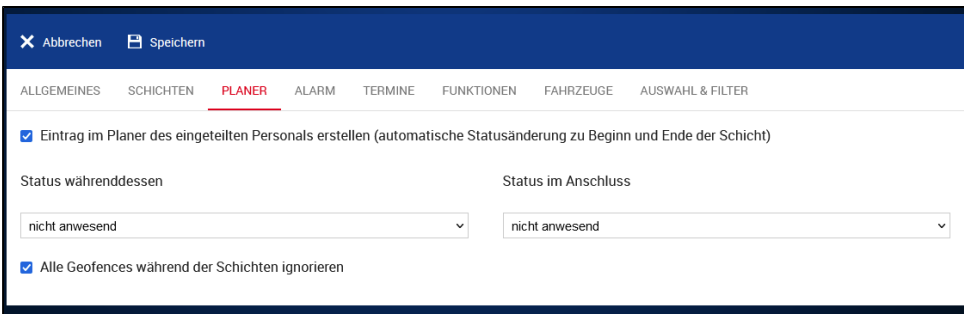 Abbrechen Speichern
ALLGEMEINES SCHICHTEN PLANER ALARM TERMINE FUNKTIONEN FAHRZEUGE AUSWAHL & FILTER
Eintrag im Planer des eingeteilten Personals erstellen (automatische Statusänderung zu Beginn und Ende der Schicht)
Status währenddessen Status im Anschluss
nicht anwesend nicht anwesend
Alle Geofences während der Schichten ignorieren